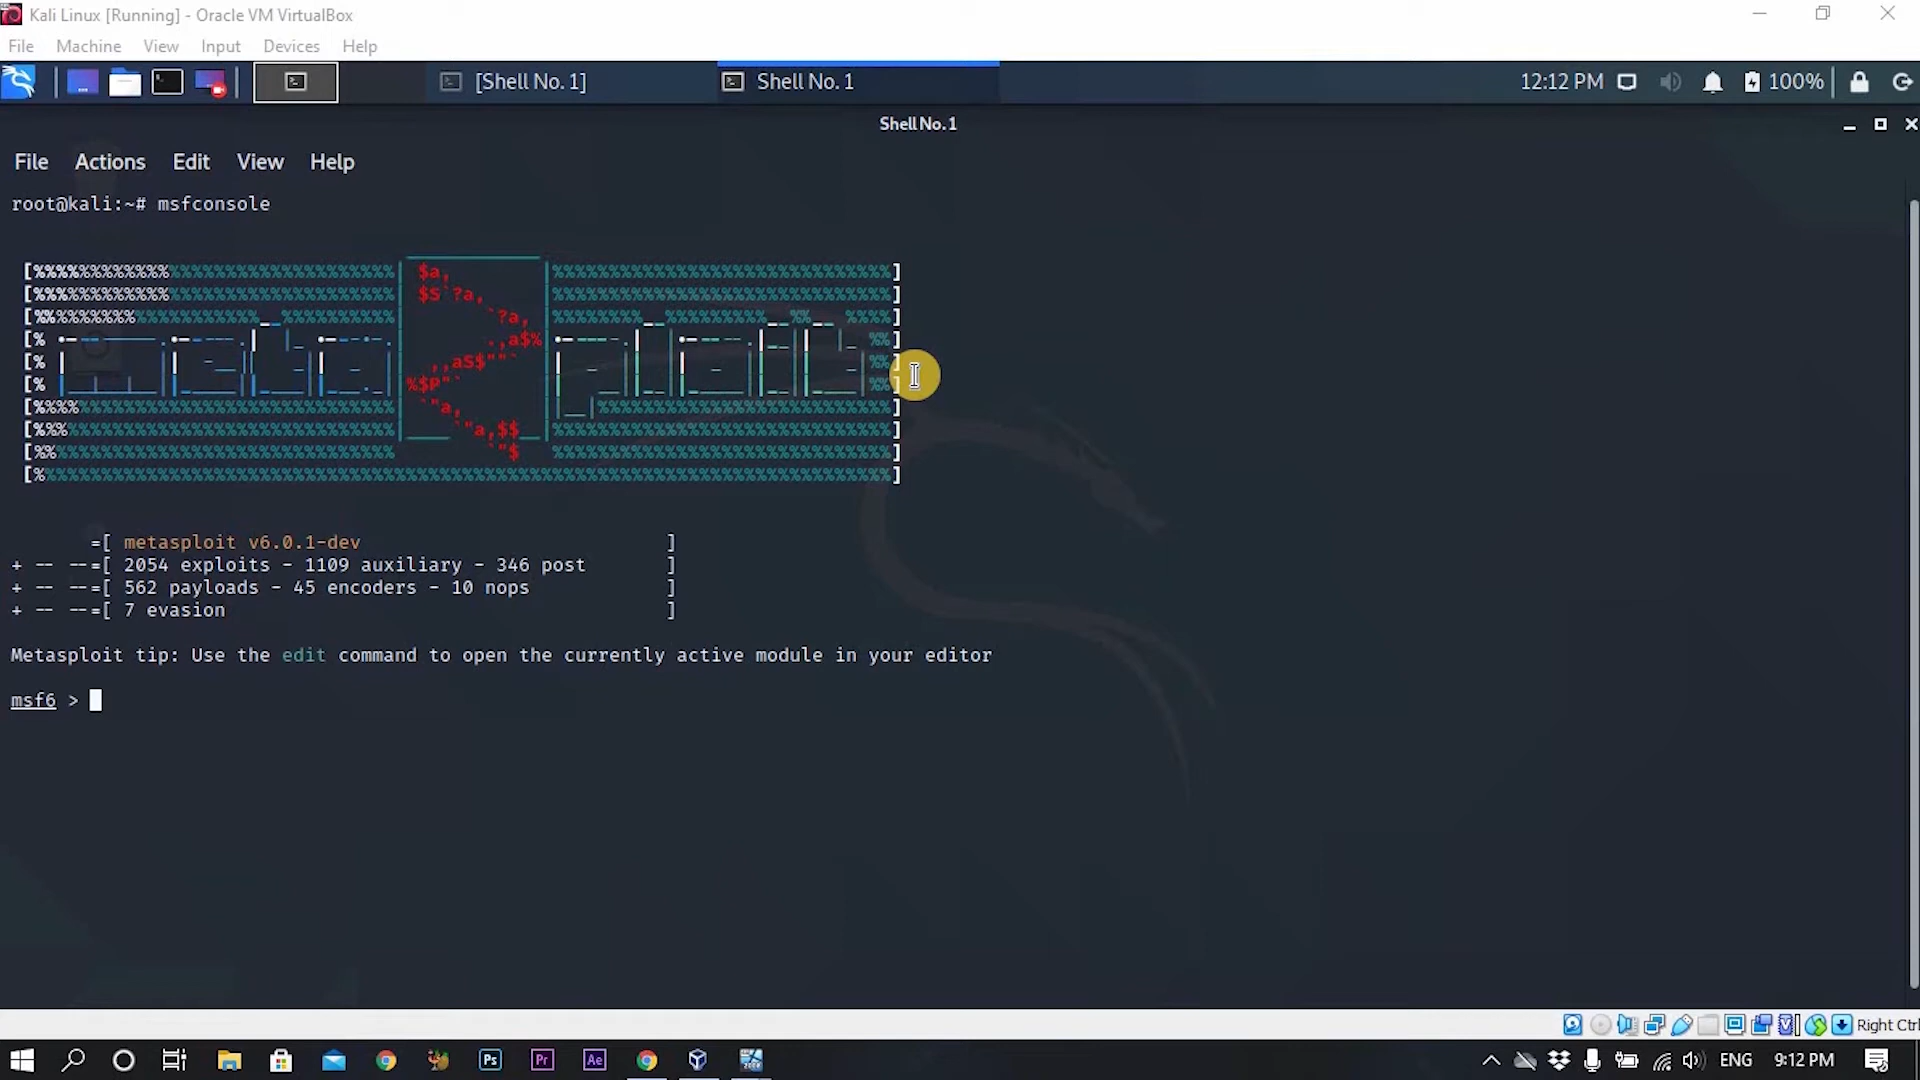 Kali Linux [Running] - Oracle VM VirtualBox
File Machine View Input Devices Help
[Shell No. 1] Shell No. 1 12:12 PM 100%
Shell No. 1
File Actions Edit View Help
root@kali:~# msfconsole
=[ metasploit v6.0.1-dev ]
+ -- --=[ 2054 exploits - 1109 auxiliary - 346 post ]
+ -- --=[ 562 payloads - 45 encoders - 10 nops ]
+ -- --=[ 7 evasion ]
Metasploit tip: Use the edit command to open the currently active module in your editor
msf6 >
Right Ctrl
Ps Pr Ae ENG 9:12 PM